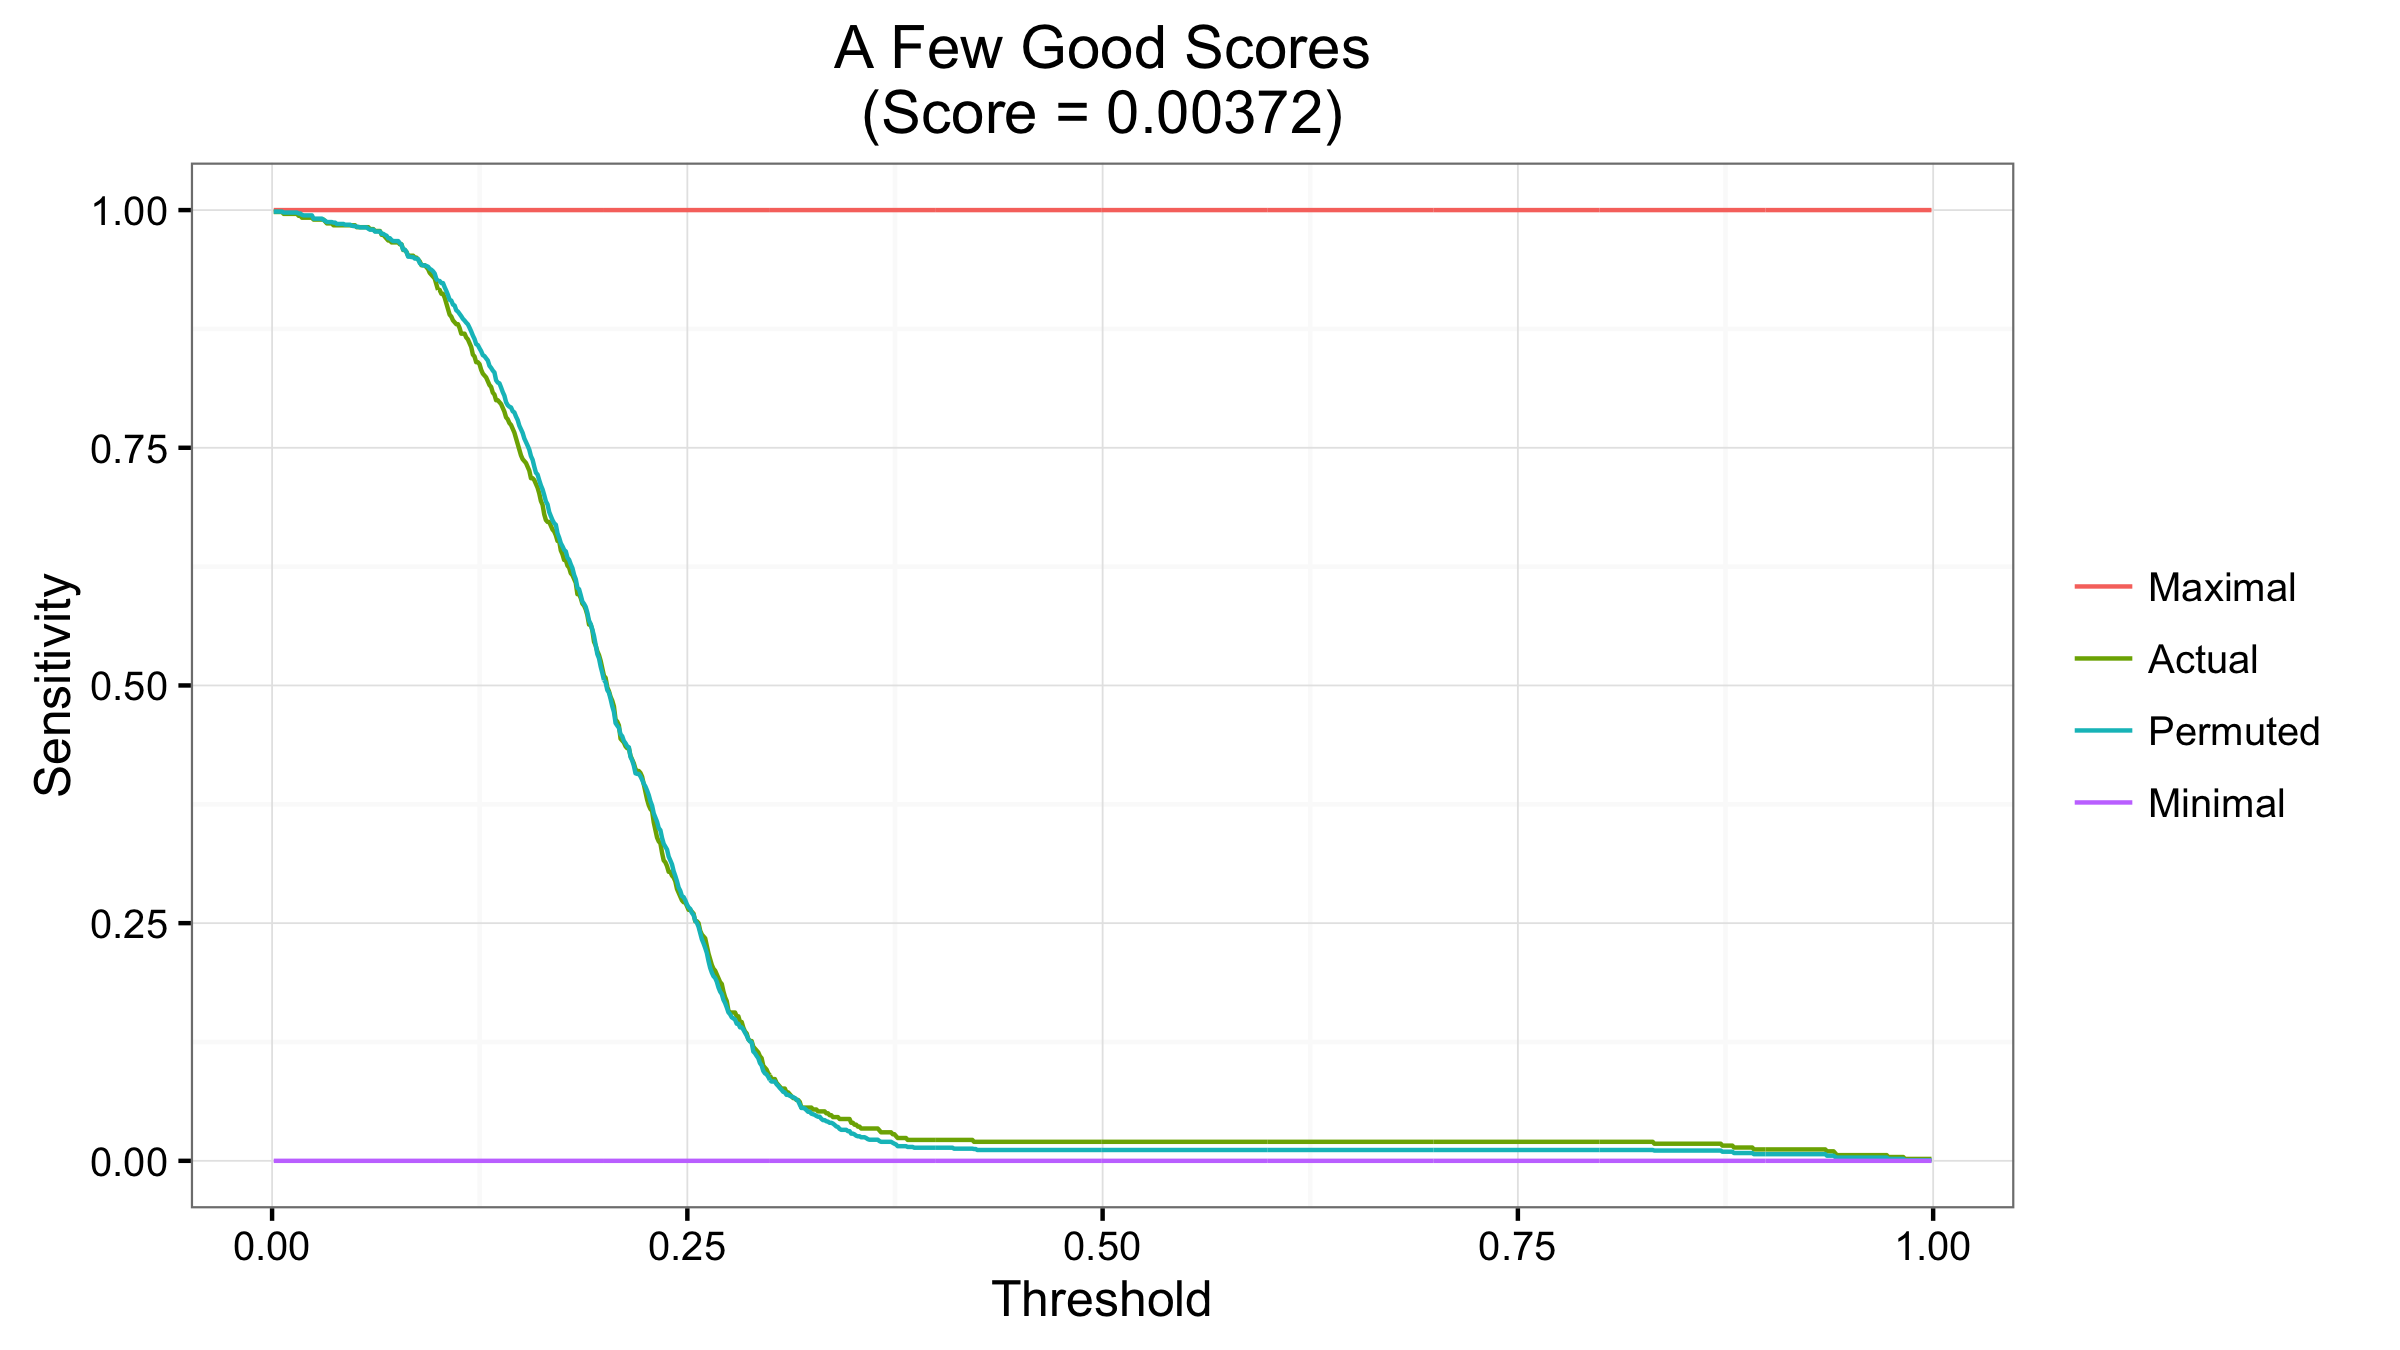 A Few Good Scores
(Score = 0.00372)
Sensitivity
1.00
0.75
0.50
0.25
0.00
0.00 0.25 0.50 0.75 1.00
Threshold
Maximal
Actual
Permuted
Minimal